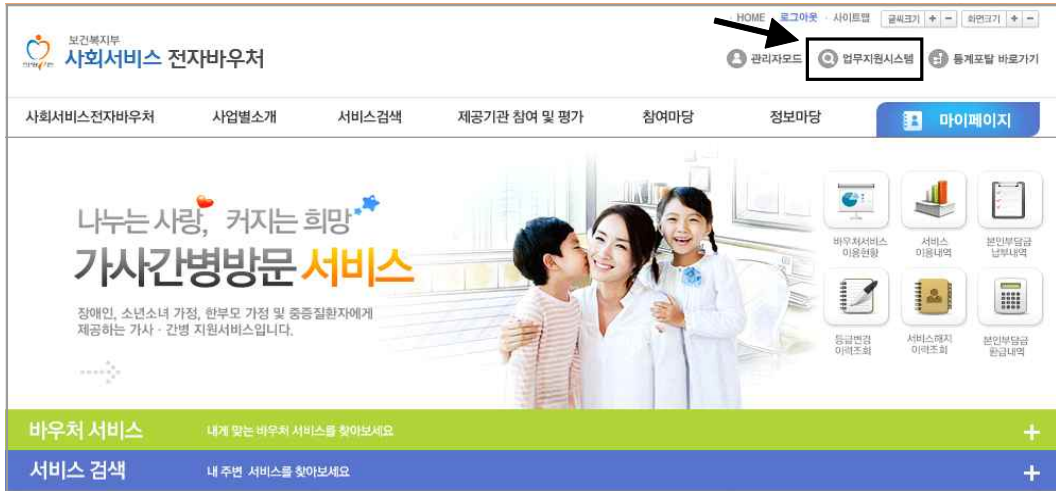 · HOME · 로그아웃 · 사이트맵 글씨크기 + - 화면크기 + -
보건복지부
사회서비스 전자바우처
관리자모드 업무지원시스템 통계포탈 바로가기
사회서비스전자바우처 사업별소개 서비스검색 제공기관 참여 및 평가 참여마당 정보마당 마이페이지
나누는 사랑, 커지는 희망
가사간병방문 서비스
장애인, 소년소녀 가정, 한부모 가정 및 중증질환자에게
제공하는 가사 · 간병 지원서비스입니다.
바우처서비스
이용현황
서비스
이용내역
본인부담금
납부내역
등급변경
이력조회
서비스해지
이력조회
본인부담금
환급내역
바우처 서비스 내게 맞는 바우처 서비스를 찾아보세요 +
서비스 검색 내 주변 서비스를 찾아보세요 +